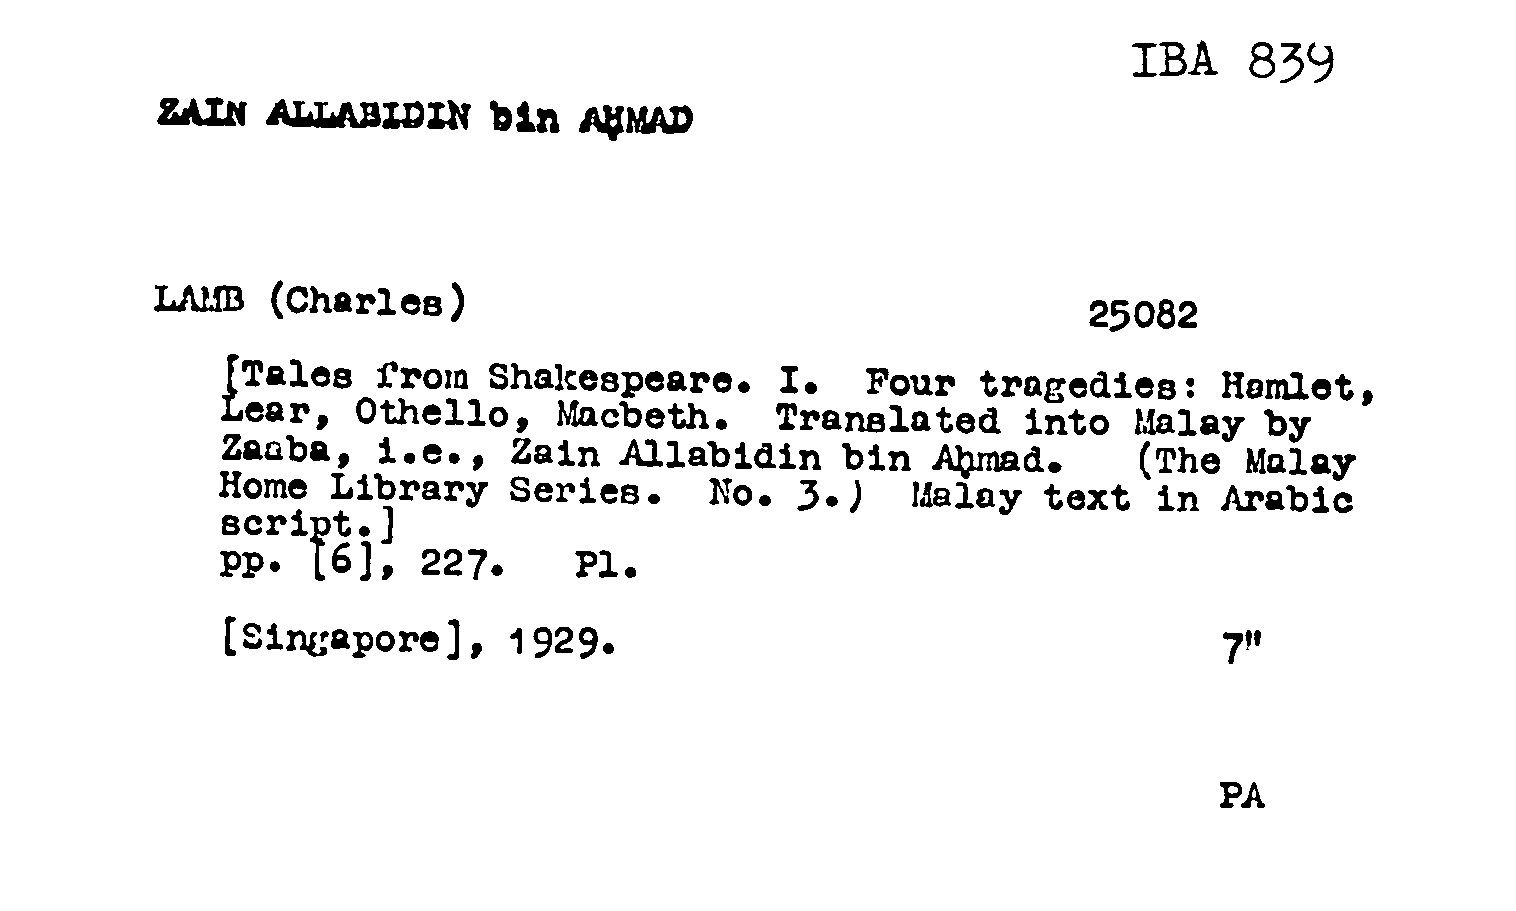 IBA 839
ZAIN ALLABIDIN bin AḤMAD
LAMB (Charles)
25082
[Tales from Shakespeare. I. Four tragedies: Hamlet,
Lear, Othello, Macbeth. Translated into Malay by
Zaaba, i.e., Zain Allabidin bin Aḥmad. (The Malay
Home Library Series. No. 3.) Malay text in Arabic
script.]
pp. [6], 227. Pl.
[Singapore], 1929.
7"
PA